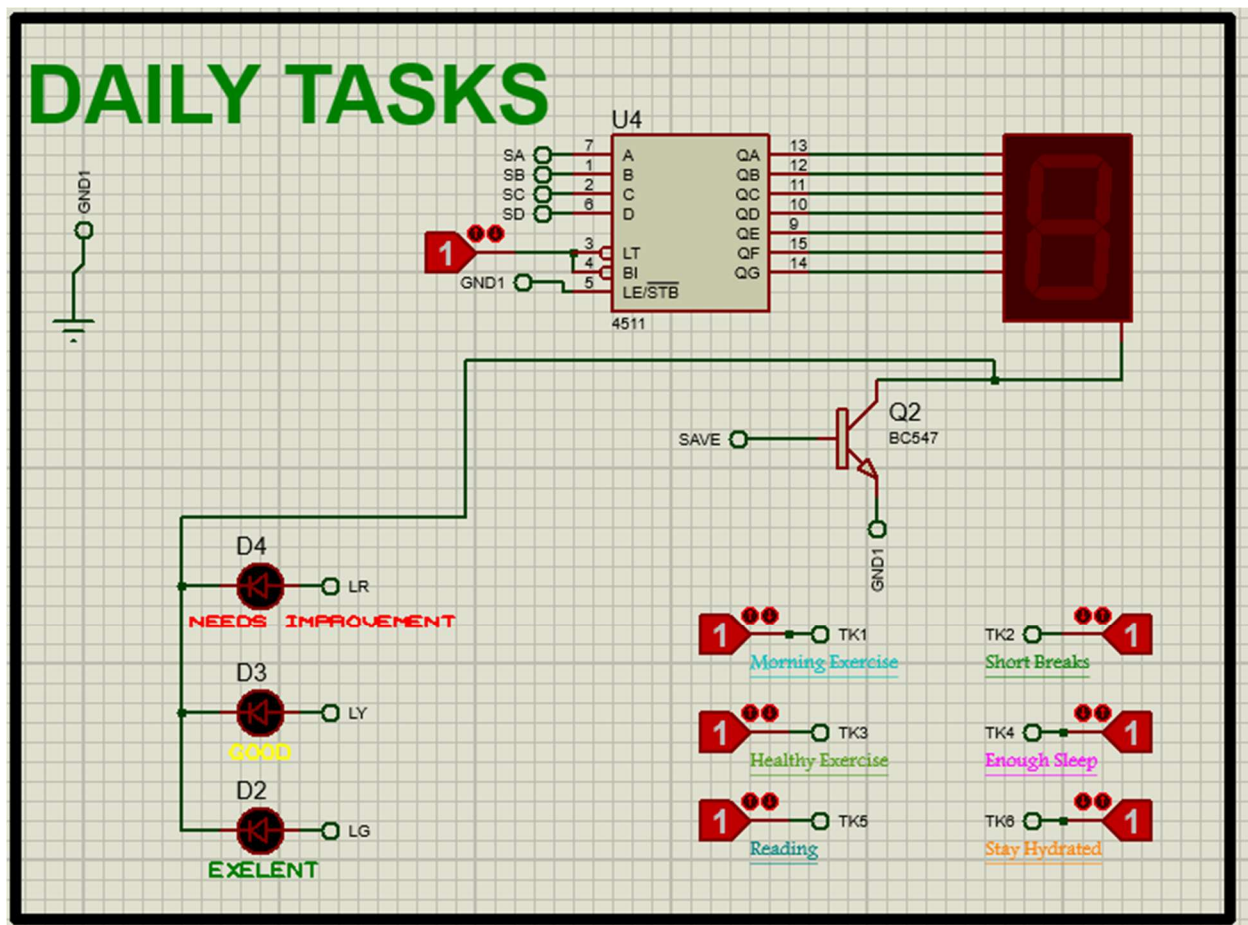 DAILY TASKS
U4
GND1
SA 7 A QA 13
SB 1 B QB 12
SC 2 C QC 11
SD 6 D QD 10
QE 9
1 3 LT QF 15
4 BI QG 14
GND1 5 LE/STB
4511
Q2
SAVE BC547
GND1
D4
LR
NEEDS IMPROVEMENT
D3
LY
GOOD
D2
LG
EXELENT
1 TK1 TK2 1
Morning Exercise Short Breaks
1 TK3 TK4 1
Healthy Exercise Enough Sleep
1 TK5 TK6 1
Reading Stay Hydrated